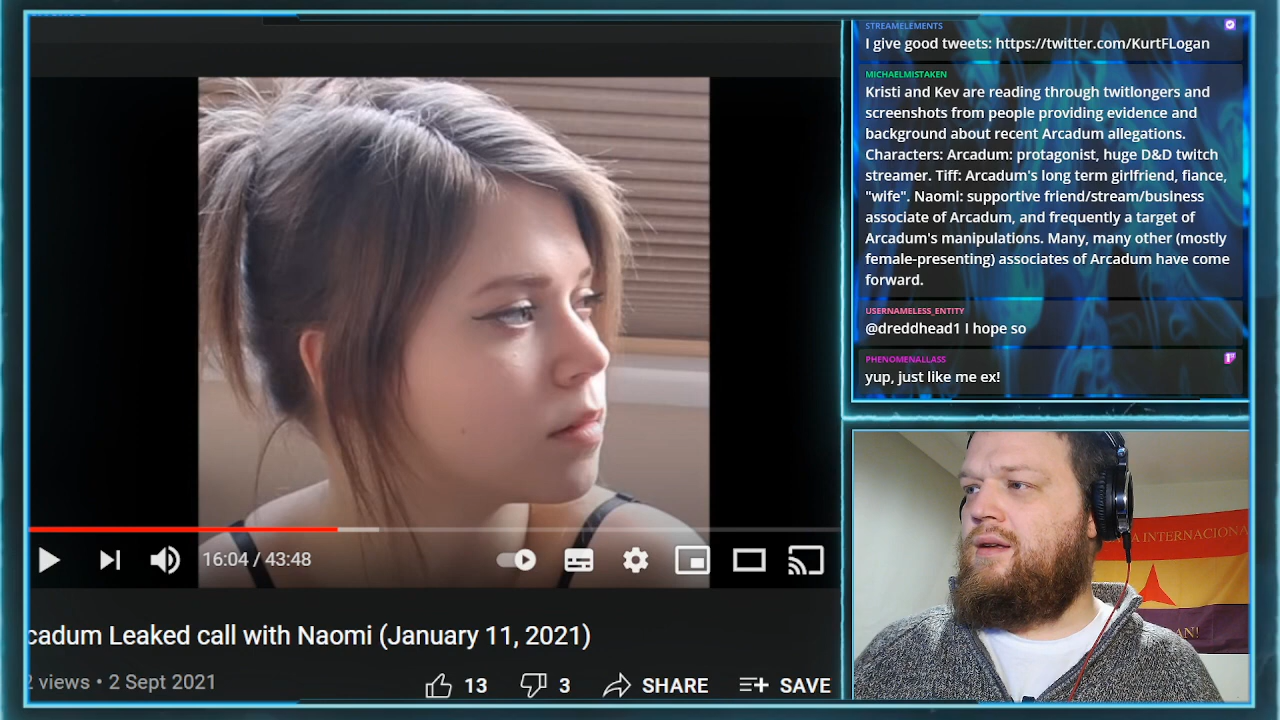 16:04 / 43:48
cadum Leaked call with Naomi (January 11, 2021)
views • 2 Sept 2021
13
3
SHARE
SAVE
STREAMELEMENTS
I give good tweets: https://twitter.com/KurtFLogan
MICHAELMISTAKEN
Kristi and Kev are reading through twitlongers and
screenshots from people providing evidence and
background about recent Arcadum allegations.
Characters: Arcadum: protagonist, huge D&D twitch
streamer. Tiff: Arcadum's long term girlfriend, fiance,
"wife". Naomi: supportive friend/stream/business
associate of Arcadum, and frequently a target of
Arcadum's manipulations. Many, many other (mostly
female-presenting) associates of Arcadum have come
forward.
USERNAMELESS_ENTITY
@dreddhead1 I hope so
PHENOMENALLASS
yup, just like me ex!
A INTERNACIONA
AN!